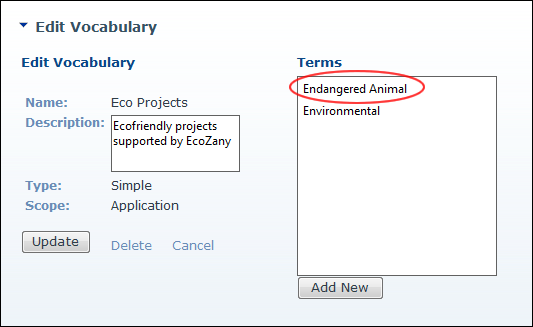 Edit Vocabulary
Edit Vocabulary
Name: Eco Projects
Description: Ecofriendly projects
supported by EcoZany
Type: Simple
Scope: Application
Update Delete Cancel
Terms
Endangered Animal
Environmental
Add New